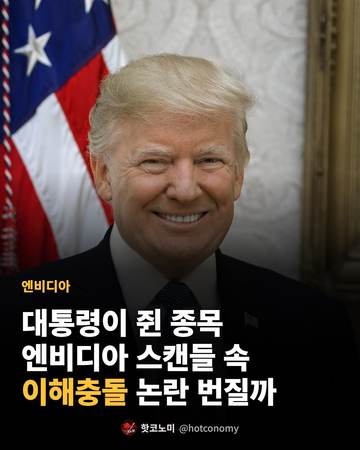 엔비디아
대통령이 쥔 종목
엔비디아 스캔들 속
이해충돌 논란 번질까
핫코노미 @hotconomy